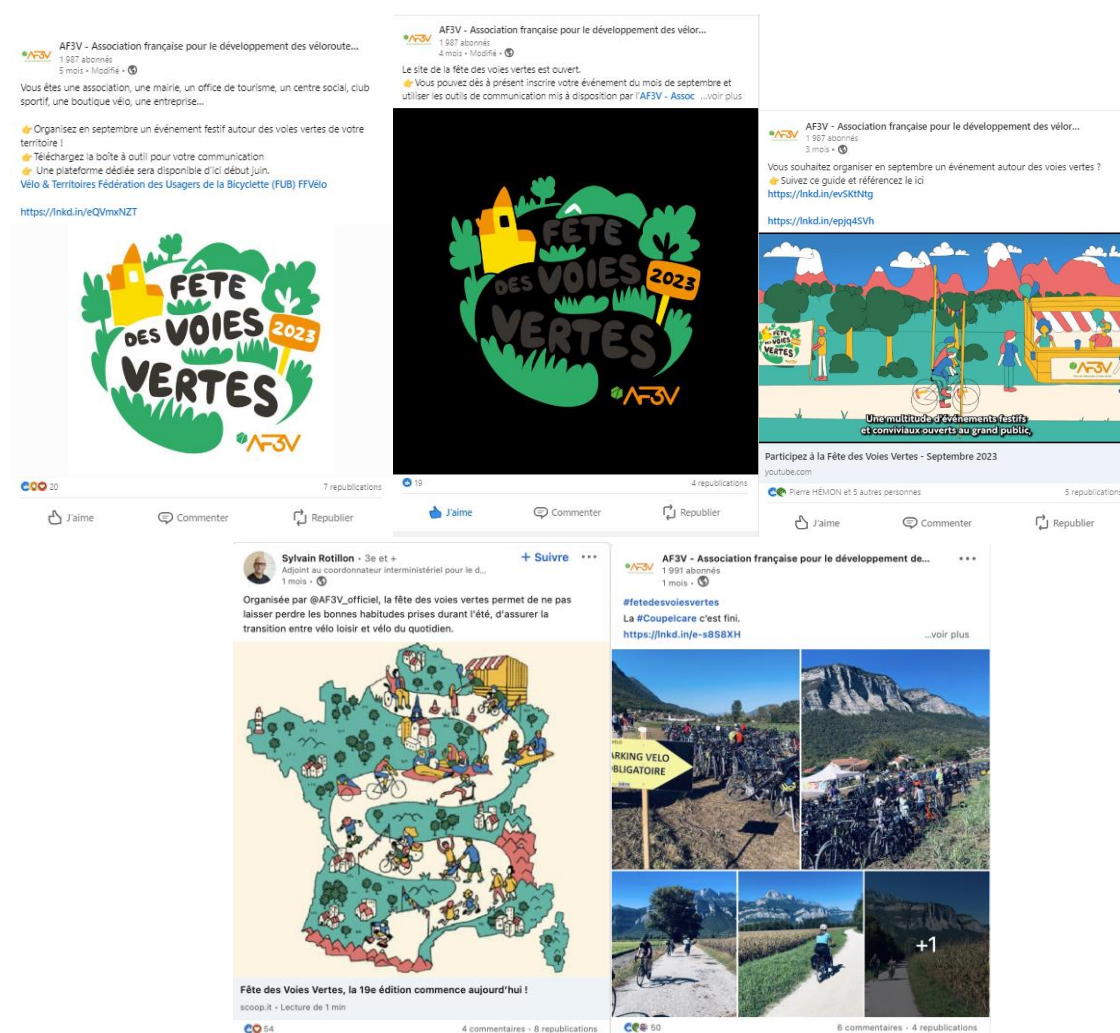 AF3V
AF3V - Association française pour le développement des véloroute...
1 987 abonnés
5 mois • Modifié •
Vous êtes une association, une mairie, un office de tourisme, un centre social, club
sportif, une boutique vélo, une entreprise...
👉Organisez en septembre un événement festif autour des voies vertes de votre
territoire !
👉Téléchargez la boîte à outil pour votre communication
👉 Une plateforme dédiée sera disponible d'ici début juin.
Vélo & Territoires Fédération des Usagers de la Bicyclette (FUB) FFVélo
https://lnkd.in/eQVmxNZT
FÊTE
DES VOIES
VERTES
2023
AF3V
20
7 republications
J'aime
Commenter
Republier
AF3V
AF3V - Association française pour le développement des vélor...
1 987 abonnés
4 mois • Modifié •
Le site de la fête des voies vertes est ouvert.
👉Vous pouvez dès à présent inscrire votre événement du mois de septembre et
utiliser les outils de communication mis à disposition par l'AF3V - Assoc ...voir plus
FÊTE
DES VOIES
VERTES
2023
AF3V
19
4 republications
J'aime
Commenter
Republier
AF3V
AF3V - Association française pour le développement des vélor...
1 987 abonnés
3 mois •
Vous souhaitez organiser en septembre un événement autour des voies vertes ?
👉Suivez ce guide et référencez le ici
https://lnkd.in/evSKtNtg
https://lnkd.in/epjq4SVh
FÊTE
DES VOIES
VERTES
AF3V
Une multitude d'événements festifs
et conviviaux ouverts au grand public,
Participez à la Fête des Voies Vertes - Septembre 2023
youtube.com
Pierre HÉMON et 5 autres personnes
5 republications
J'aime
Commenter
Republier
Sylvain Rotillon • 3e et +
+ Suivre
Adjoint au coordonnateur interministériel pour le d...
1 mois •
Organisée par @AF3V_officiel, la fête des voies vertes permet de ne pas
laisser perdre les bonnes habitudes prises durant l'été, d'assurer la
transition entre vélo loisir et vélo du quotidien.
Fête des Voies Vertes, la 19e édition commence aujourd'hui !
scoop.it • Lecture de 1 min
54
4 commentaires • 8 republications
AF3V
AF3V - Association française pour le développement de...
1 991 abonnés
1 mois •
#fetedesvoiesvertes
La #Coupeicare c'est fini.
https://lnkd.in/e-s8S8XH
...voir plus
ARKING VELO
BLIGATOIRE
+1
50
6 commentaires • 4 republications